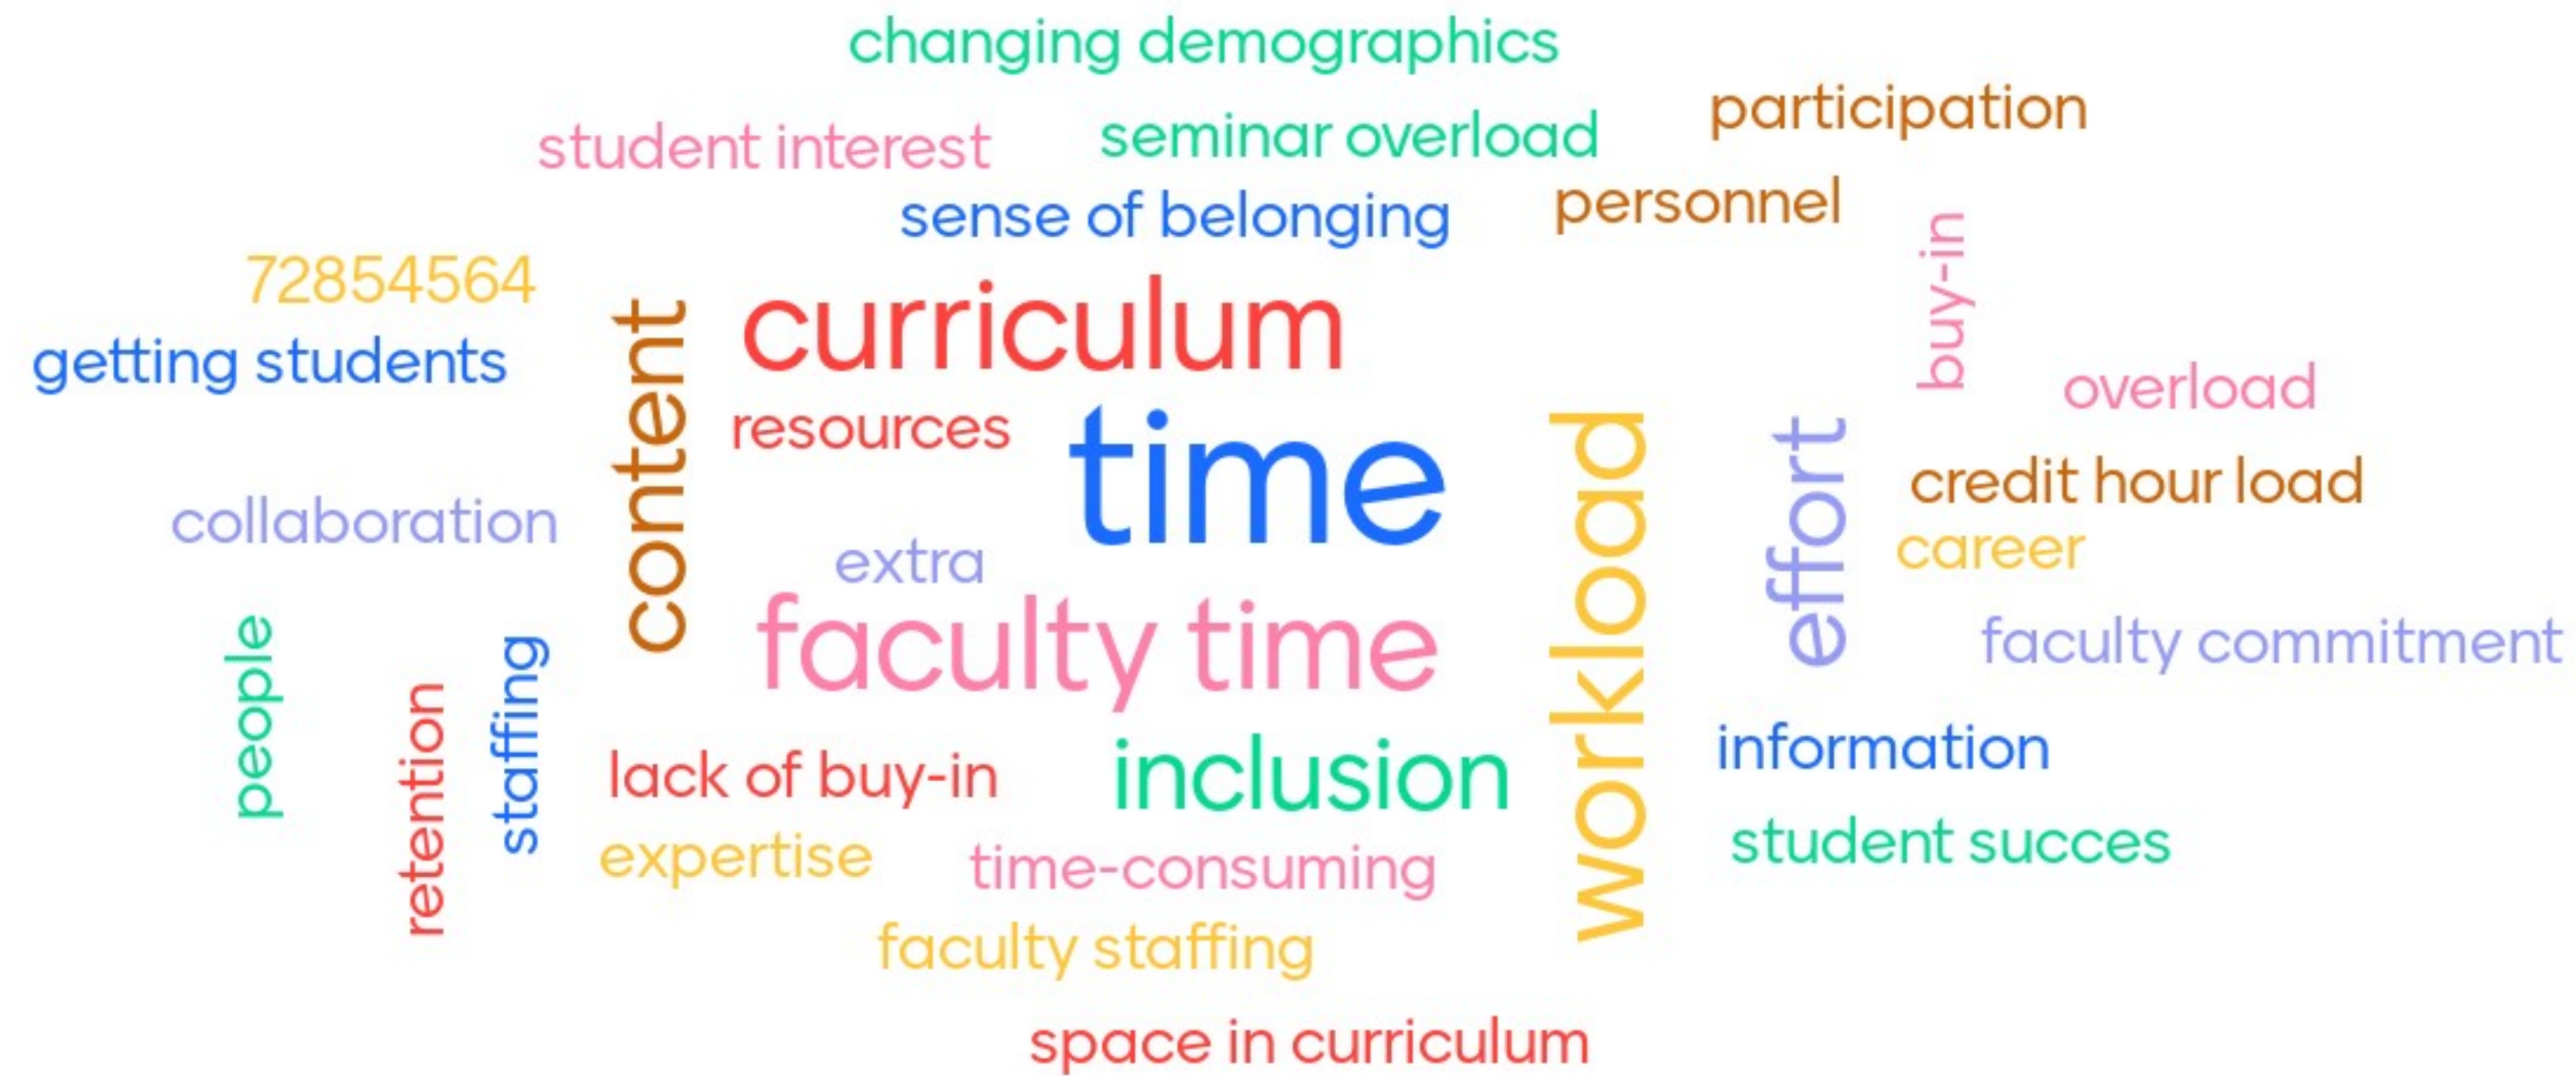 changing demographics
participation
student interest
seminar overload
sense of belonging
personnel
buy-in
72854564
getting students
content
curriculum
resources
time
workload
effort
overload
credit hour load
career
collaboration
extra
faculty time
faculty commitment
people
retention
staffing
lack of buy-in
inclusion
information
student succes
expertise
time-consuming
faculty staffing
space in curriculum